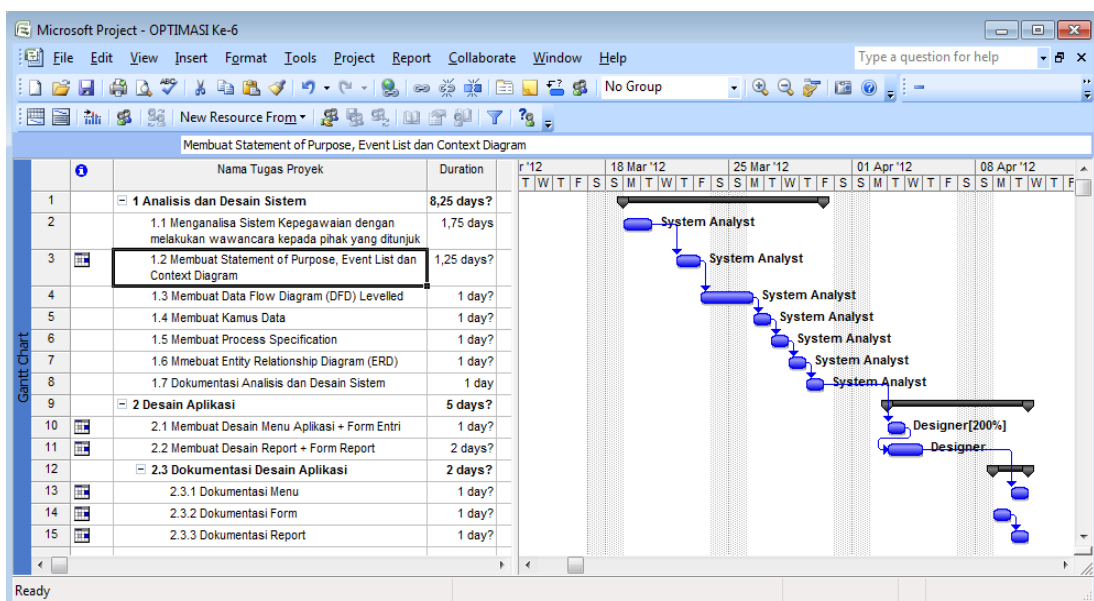 Microsoft Project - OPTIMASI Ke-6
File Edit View Insert Format Tools Project Report Collaborate Window Help Type a question for help
No Group
New Resource From
Membuat Statement of Purpose, Event List dan Context Diagram
Nama Tugas Proyek Duration r '12 18 Mar '12 25 Mar '12 01 Apr '12 08 Apr '12
T W T F S S M T W T F S S M T W T F S S M T W T F S S M T W T F
1 1 Analisis dan Desain Sistem 8,25 days?
2 1.1 Menganalisa Sistem Kepegawaian dengan 1,75 days System Analyst
melakukan wawancara kepada pihak yang ditunjuk
3 1.2 Membuat Statement of Purpose, Event List dan 1,25 days? System Analyst
Context Diagram
4 1.3 Membuat Data Flow Diagram (DFD) Levelled 1 day? System Analyst
5 1.4 Membuat Kamus Data 1 day? System Analyst
6 1.5 Membuat Process Specification 1 day? System Analyst
7 1.6 Mmebuat Entity Relationship Diagram (ERD) 1 day? System Analyst
8 1.7 Dokumentasi Analisis dan Desain Sistem 1 day System Analyst
9 2 Desain Aplikasi 5 days?
10 2.1 Membuat Desain Menu Aplikasi + Form Entri 1 day? Designer[200%]
11 2.2 Membuat Desain Report + Form Report 2 days? Designer
12 2.3 Dokumentasi Desain Aplikasi 2 days?
13 2.3.1 Dokumentasi Menu 1 day?
14 2.3.2 Dokumentasi Form 1 day?
15 2.3.3 Dokumentasi Report 1 day?
Gantt Chart
Ready